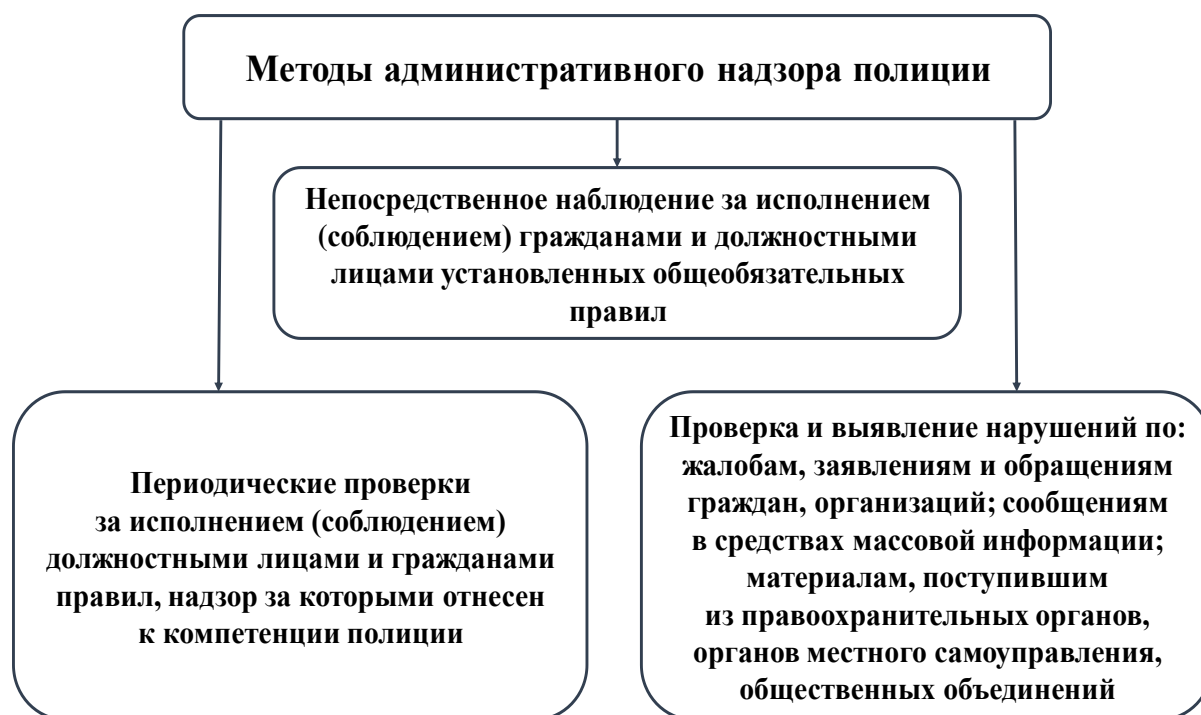 Методы административного надзора полиции
Непосредственное наблюдение за исполнением
(соблюдением) гражданами и должностными
лицами установленных общеобязательных
правил
Периодические проверки
за исполнением (соблюдением)
должностными лицами и гражданами
правил, надзор за которыми отнесен
к компетенции полиции
Проверка и выявление нарушений по:
жалобам, заявлениям и обращениям
граждан, организаций; сообщениям
в средствах массовой информации;
материалам, поступившим
из правоохранительных органов,
органов местного самоуправления,
общественных объединений